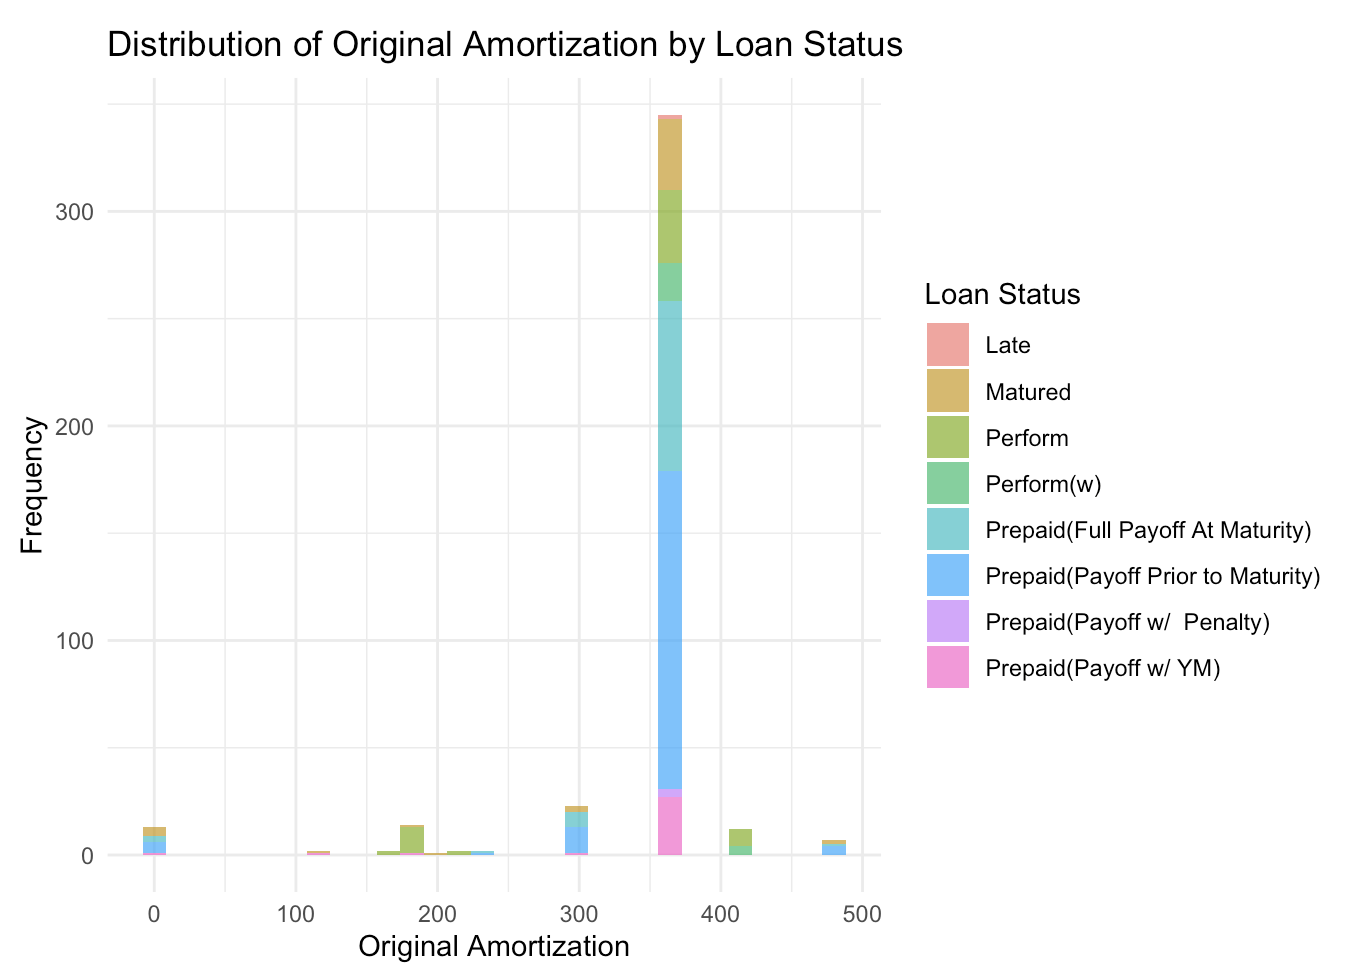 Distribution of Original Amortization by Loan Status
300
200
100
0
Frequency
0 100 200 300 400 500
Original Amortization
Loan Status
Late
Matured
Perform
Perform(w)
Prepaid(Full Payoff At Maturity)
Prepaid(Payoff Prior to Maturity)
Prepaid(Payoff w/  Penalty)
Prepaid(Payoff w/ YM)